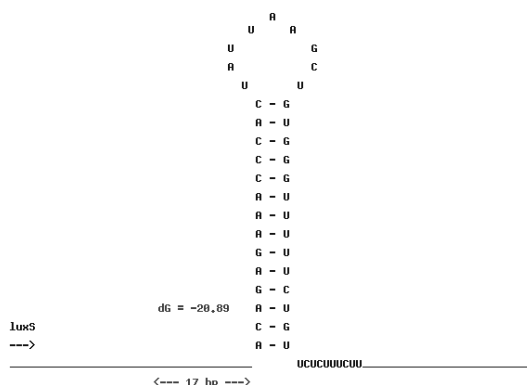 A
U A
U G
A C
U U
C - G
A - U
C - G
C - G
C - G
A - U
A - U
A - U
G - U
A - U
G - C
dG = -20.89 A - U
luxS C - G
---> A - U
UCUCUUUCUU
<--- 17 bp --->